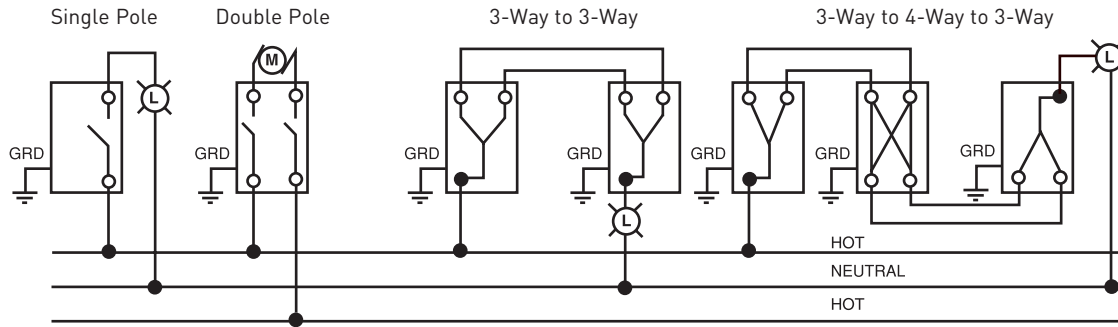 Single Pole
Double Pole
3-Way to 3-Way
3-Way to 4-Way to 3-Way
L
M
L
L
GRD
GRD
GRD
GRD
GRD
GRD
GRD
HOT
NEUTRAL
HOT